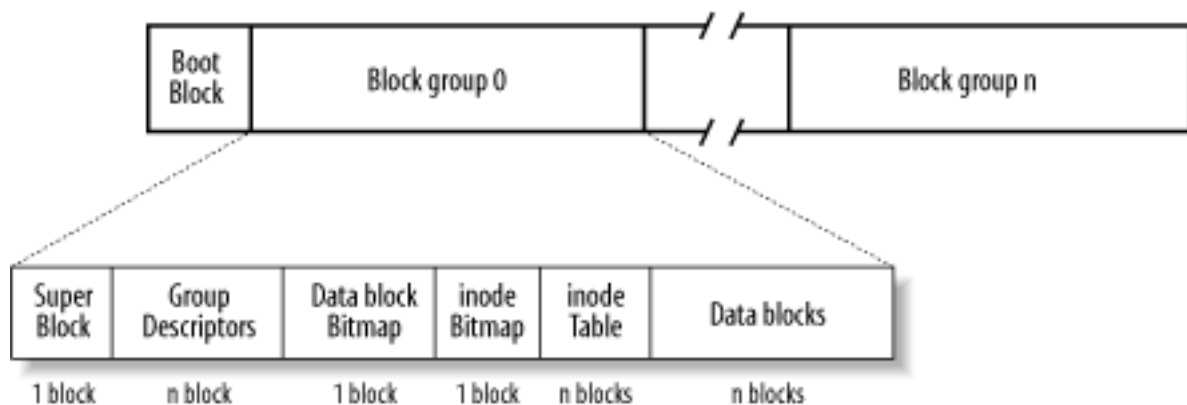 Boot
Block
Block group 0
Block group n
Super
Block
Group
Descriptors
Data block
Bitmap
inode
Bitmap
inode
Table
Data blocks
1 block
n block
1 block
1 block
n blocks
n blocks